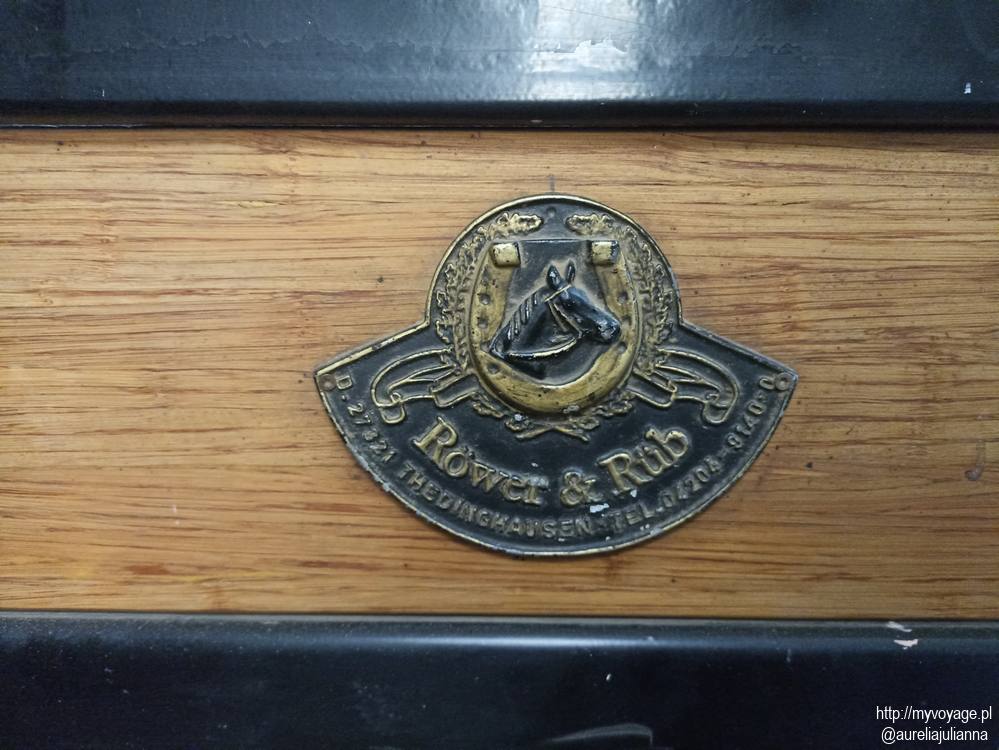 Röwer & Rüb
D-27321 THEDINGHAUSEN TEL.04204-9140-0
http://myvoyage.pl
@aureliajulianna